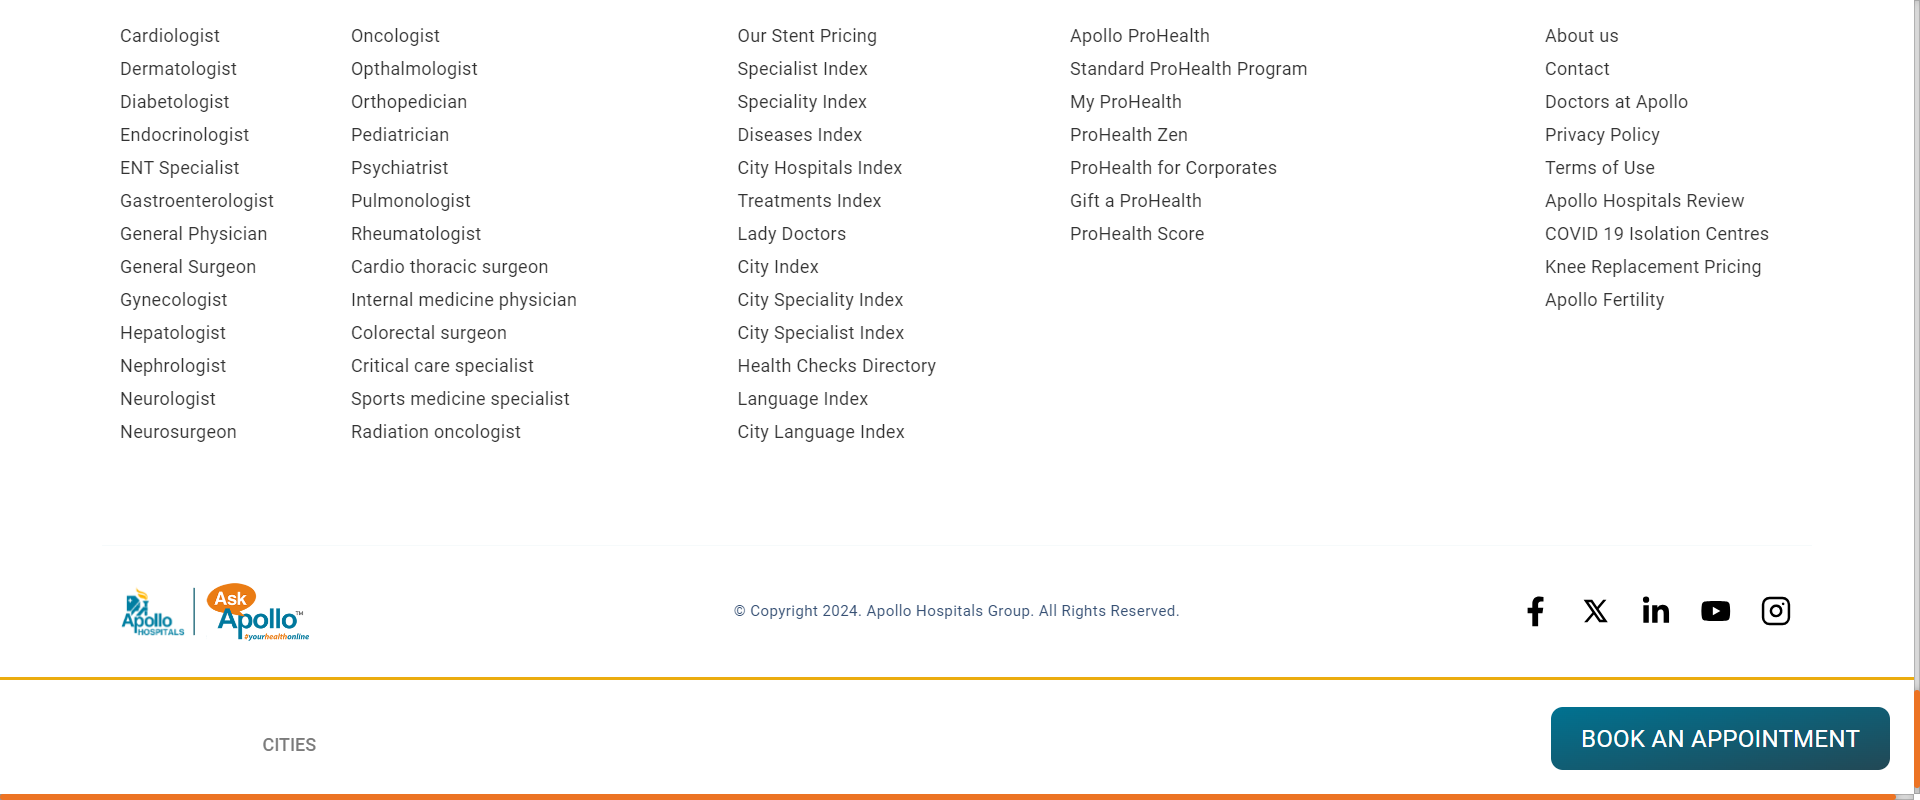 Cardiologist
Dermatologist
Diabetologist
Endocrinologist
ENT Specialist
Gastroenterologist
General Physician
General Surgeon
Gynecologist
Hepatologist
Nephrologist
Neurologist
Neurosurgeon
Oncologist
Opthalmologist
Orthopedician
Pediatrician
Psychiatrist
Pulmonologist
Rheumatologist
Cardio thoracic surgeon
Internal medicine physician
Colorectal surgeon
Critical care specialist
Sports medicine specialist
Radiation oncologist
Our Stent Pricing
Specialist Index
Speciality Index
Diseases Index
City Hospitals Index
Treatments Index
Lady Doctors
City Index
City Speciality Index
City Specialist Index
Health Checks Directory
Language Index
City Language Index
Apollo ProHealth
Standard ProHealth Program
My ProHealth
ProHealth Zen
ProHealth for Corporates
Gift a ProHealth
ProHealth Score
About us
Contact
Doctors at Apollo
Privacy Policy
Terms of Use
Apollo Hospitals Review
COVID 19 Isolation Centres
Knee Replacement Pricing
Apollo Fertility
Apollo
HOSPITALS
Ask
Apollo™
#yourhealthonline
© Copyright 2024. Apollo Hospitals Group. All Rights Reserved.
CITIES
BOOK AN APPOINTMENT